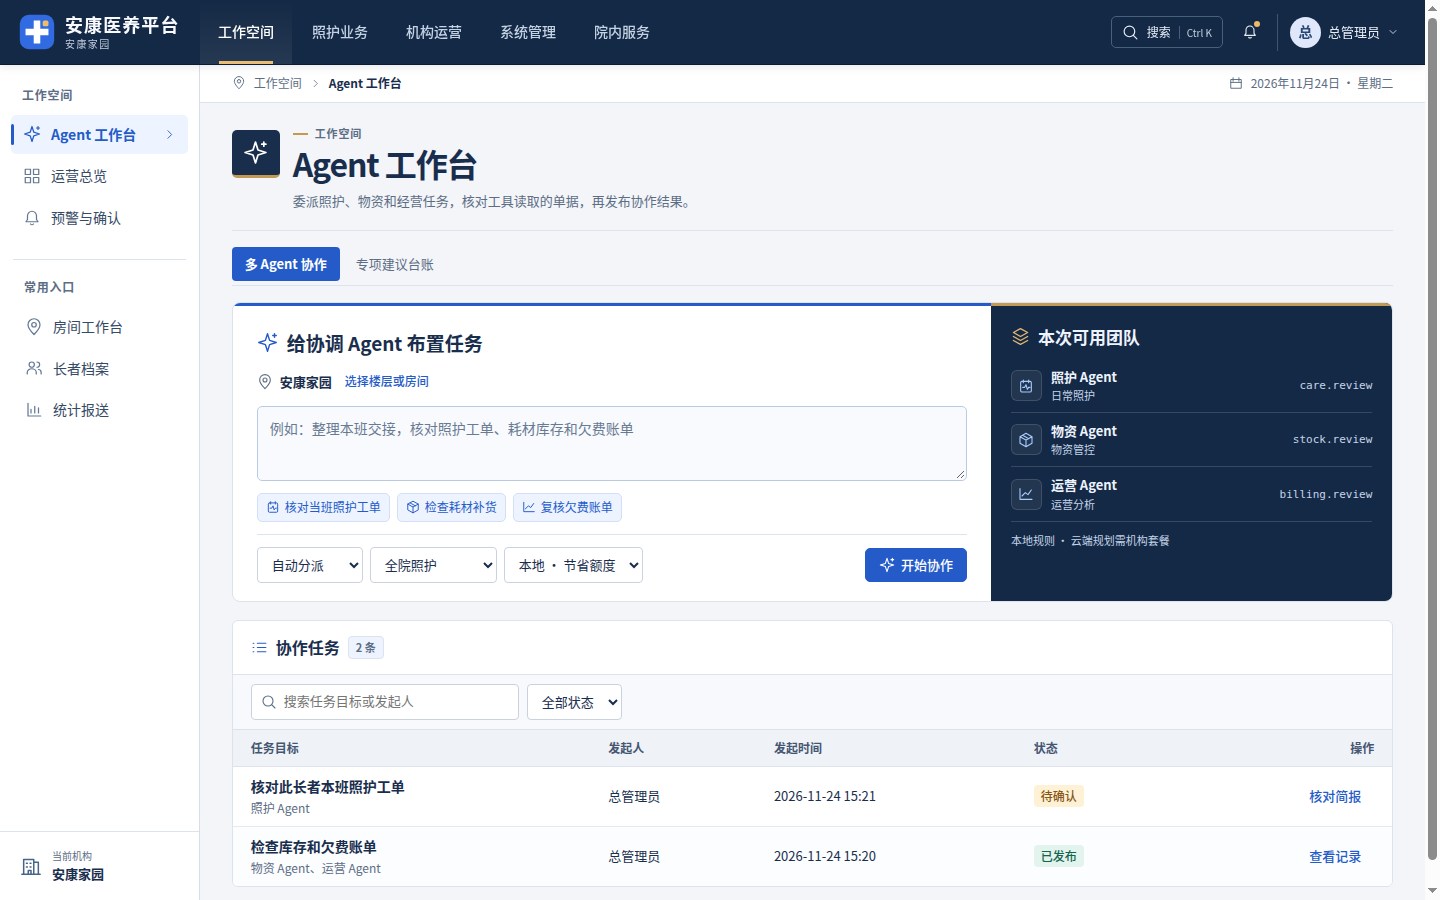 安康医养平台
安康家园
工作空间
照护业务
机构运营
系统管理
院内服务
搜索 Ctrl K
总 总管理员
工作空间
Agent 工作台
运营总览
预警与确认
常用入口
房间工作台
长者档案
统计报送
当前机构
安康家园
工作空间 > Agent 工作台
2026年11月24日 · 星期二
工作空间
Agent 工作台
委派照护、物资和经营任务，核对工具读取的单据，再发布协作结果。
多 Agent 协作
专项建议台账
给协调 Agent 布置任务
安康家园 选择楼层或房间
例如：整理本班交接，核对照护工单、耗材库存和欠费账单
核对当班照护工单
检查耗材补货
复核欠费账单
自动分派
全院照护
本地 · 节省额度
开始协作
本次可用团队
照护 Agent
日常照护
care.review
物资 Agent
物资管控
stock.review
运营 Agent
运营分析
billing.review
本地规则 · 云端规划需机构套餐
协作任务 2 条
搜索任务目标或发起人
全部状态
任务目标 发起人 发起时间 状态 操作
核对此长者本班照护工单
照护 Agent
总管理员 2026-11-24 15:21 待确认 核对简报
检查库存和欠费账单
物资 Agent、运营 Agent
总管理员 2026-11-24 15:20 已发布 查看记录